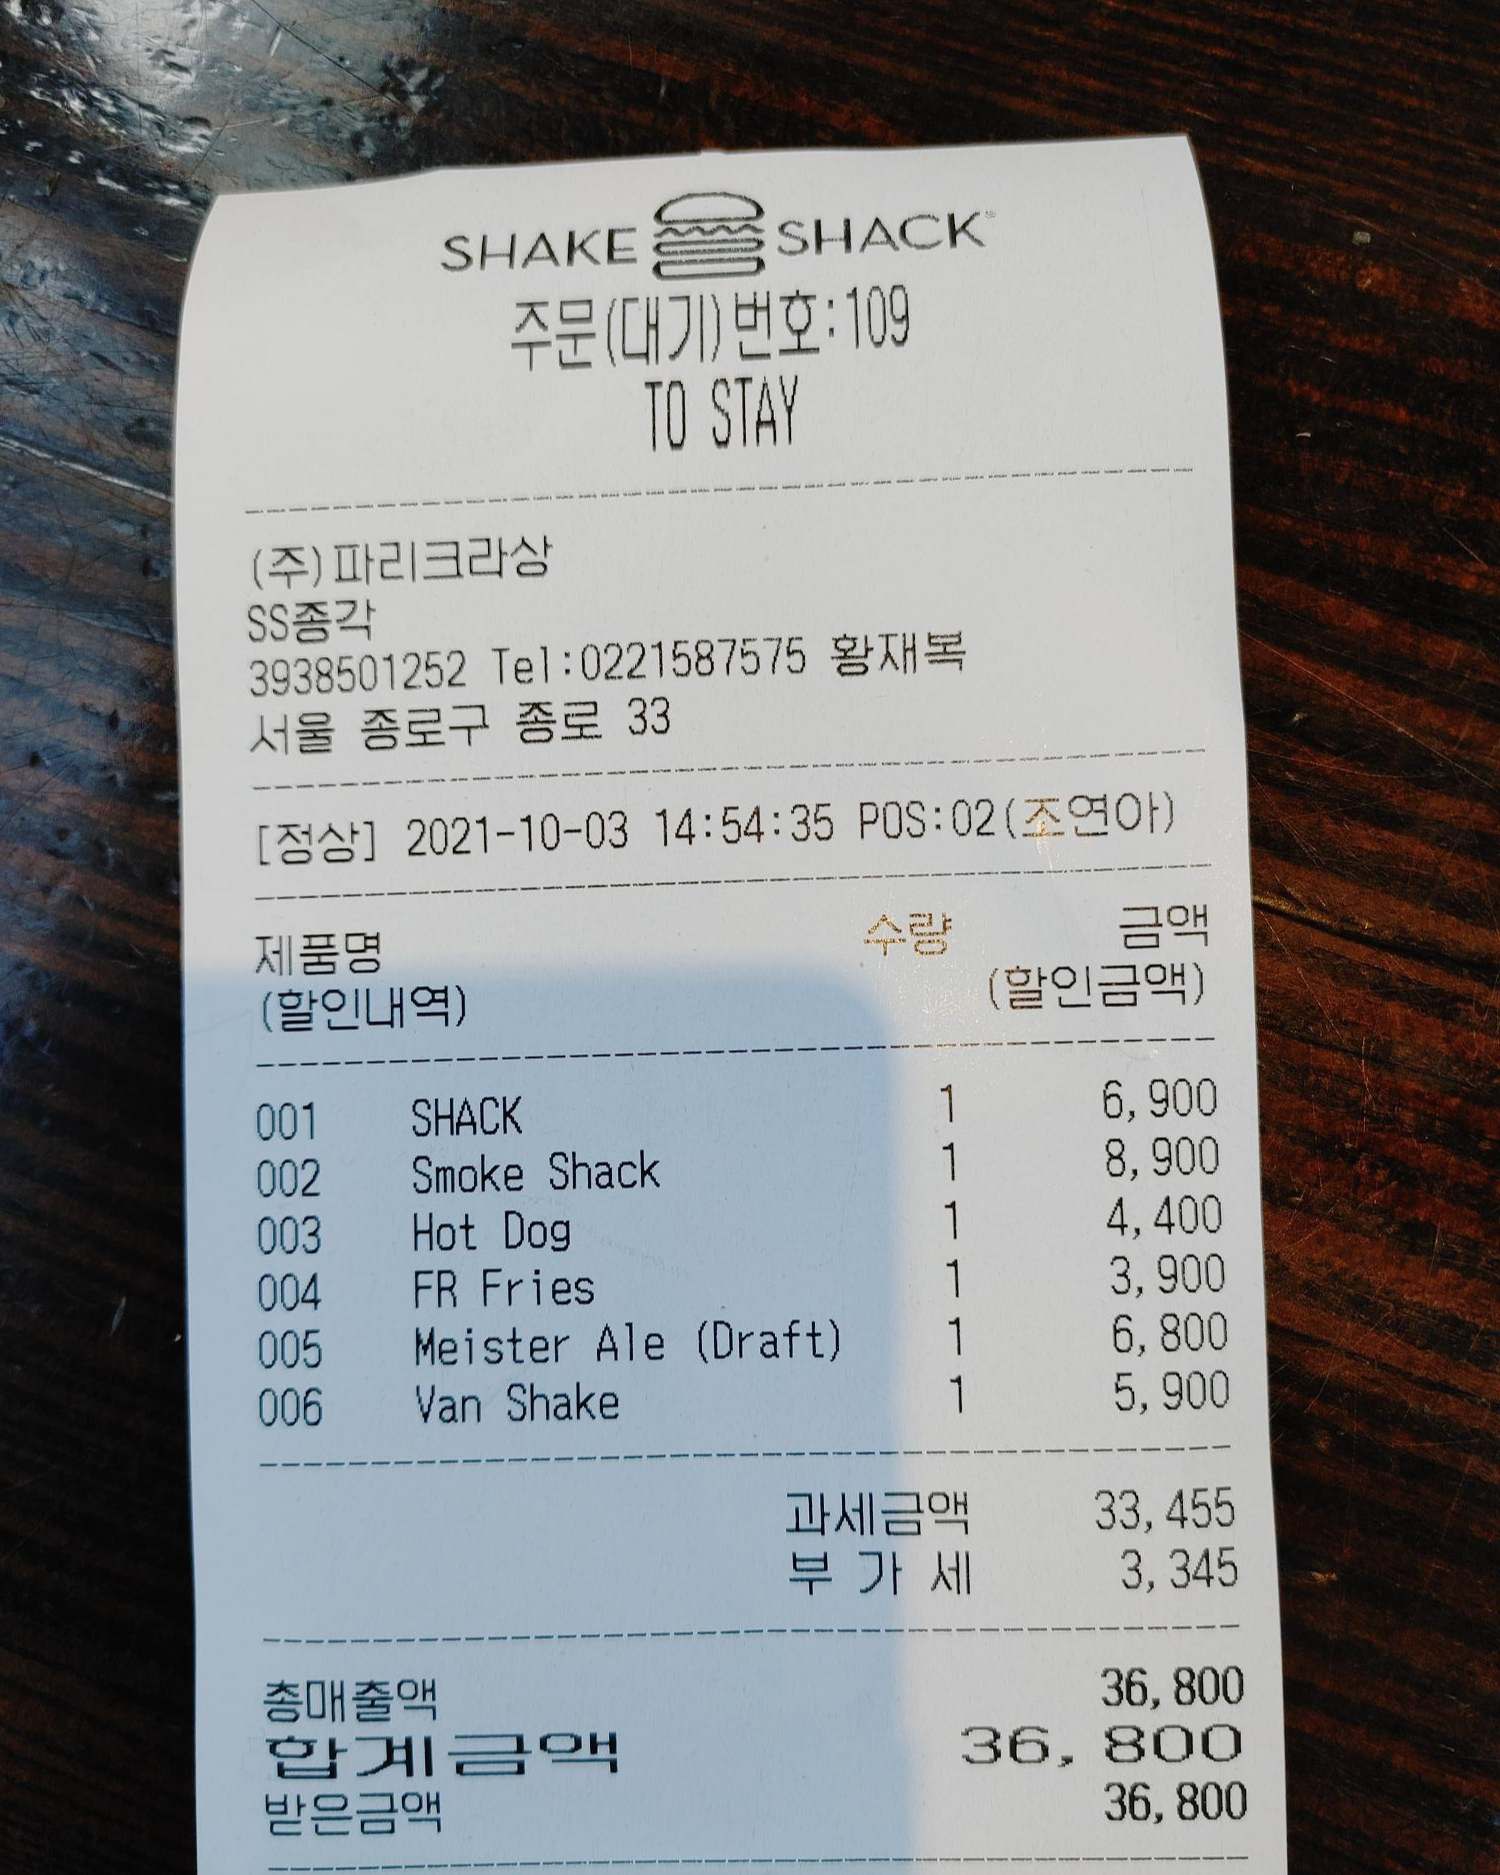 SHAKE SHACK
주문(대기)번호:109
TO STAY
(주)파리크라상
SS종각
3938501252 Tel:0221587575 황재복
서울 종로구 종로 33
[정상] 2021-10-03 14:54:35 POS:02(조연아)
제품명 수량 금액
(할인내역) (할인금액)
001 SHACK 1 6,900
002 Smoke Shack 1 8,900
003 Hot Dog 1 4,400
004 FR Fries 1 3,900
005 Meister Ale (Draft) 1 6,800
006 Van Shake 1 5,900
과세금액 33,455
부 가 세 3,345
총매출액 36,800
합계금액 36,800
받은금액 36,800